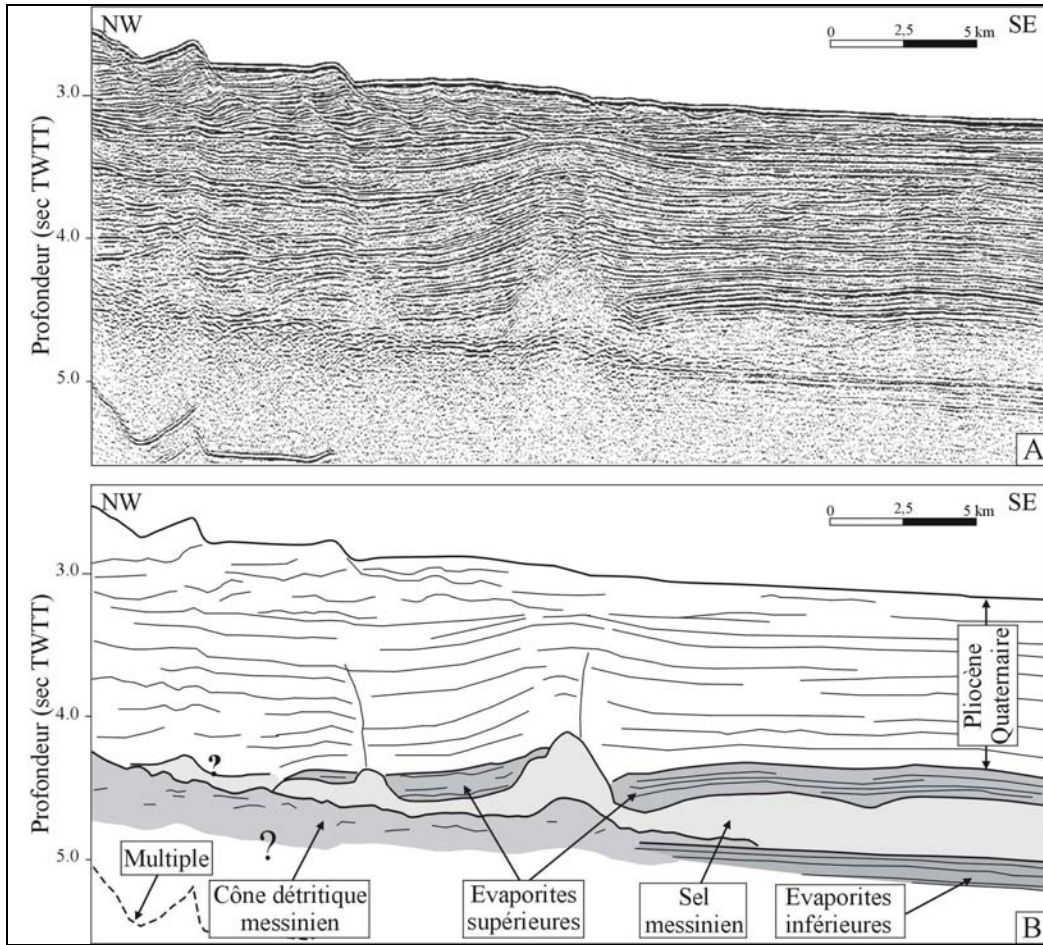 NW
SE
0 2,5 5 km
3.0
4.0
5.0
Profondeur (sec TWTT)
A
NW
SE
0 2,5 5 km
3.0
4.0
5.0
Profondeur (sec TWTT)
Pliocène
Quaternaire
?
?
Multiple
Cône détritique
messinien
Evaporites
supérieures
Sel
messinien
Evaporites
inférieures
B